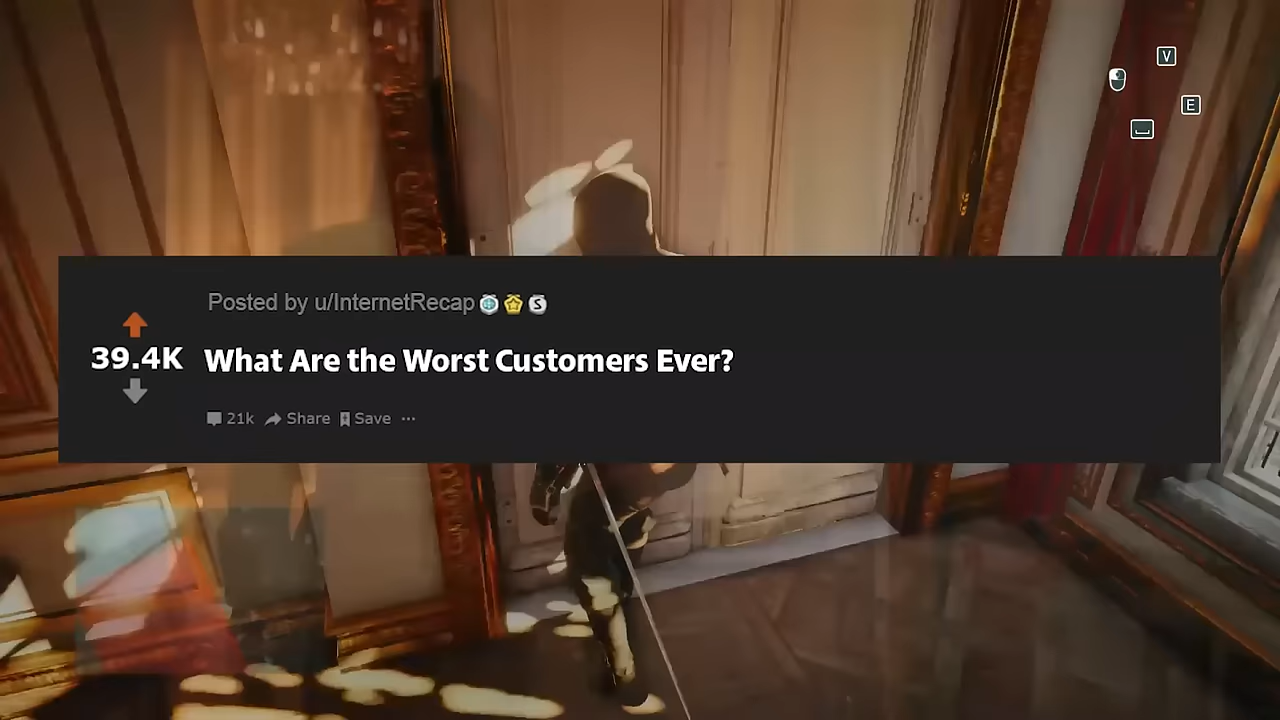 V
E
Posted by u/InternetRecap S
39.4K What Are the Worst Customers Ever?
21k Share Save ...